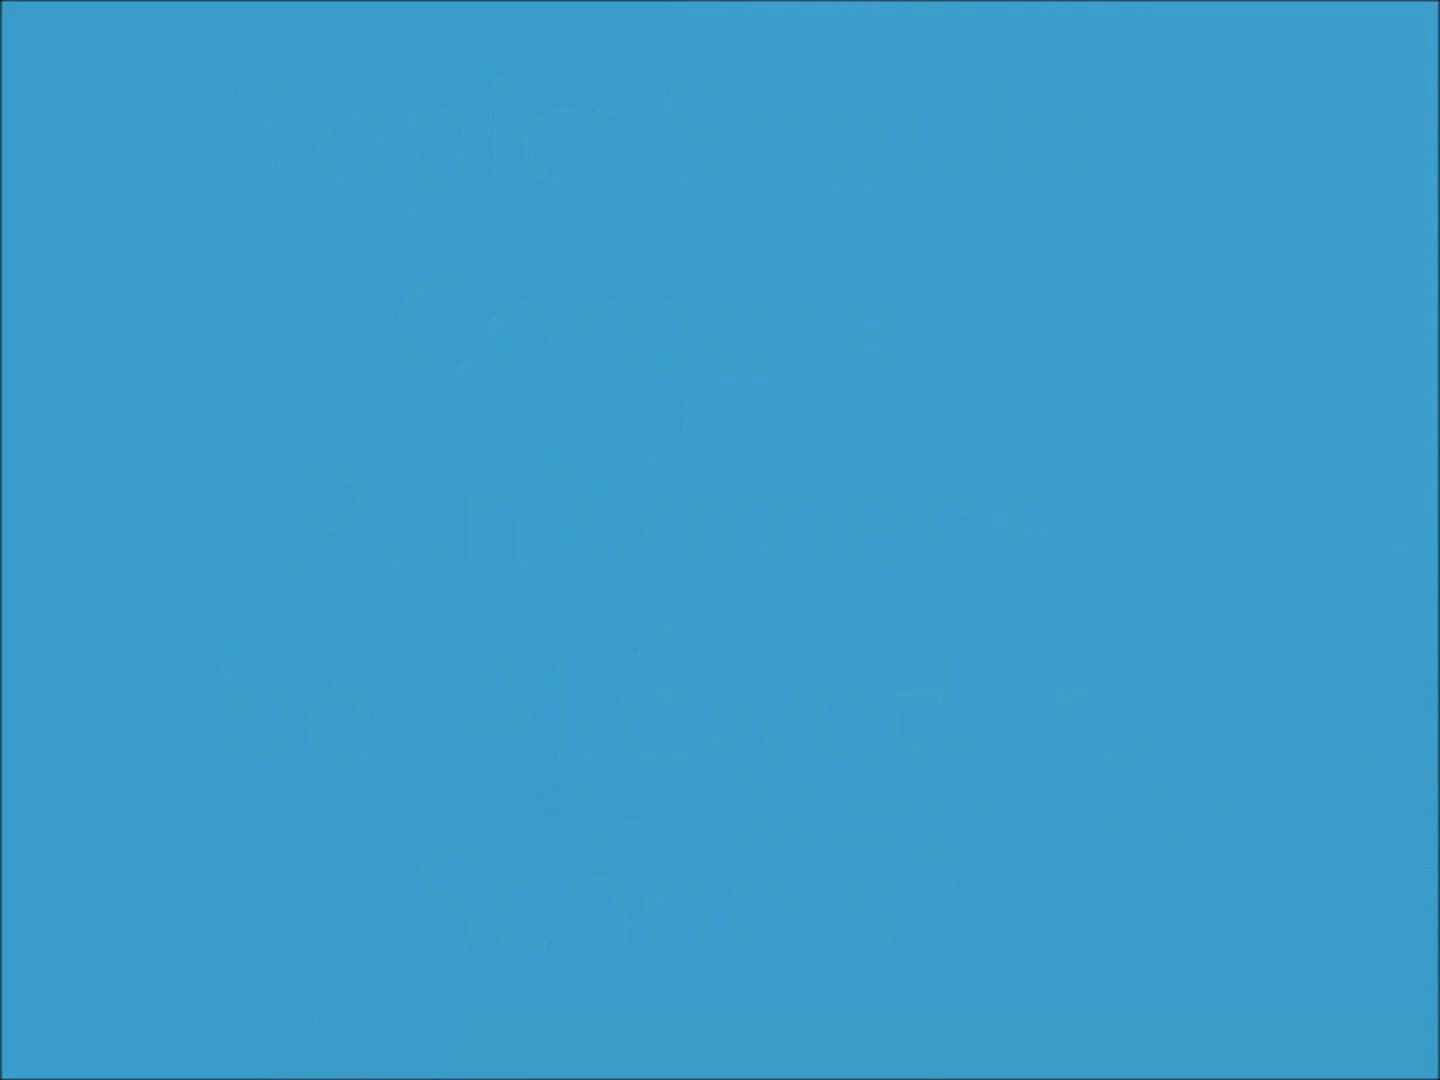 Topic: Should
Corporal
Punishment
be Allowed in
Schools?